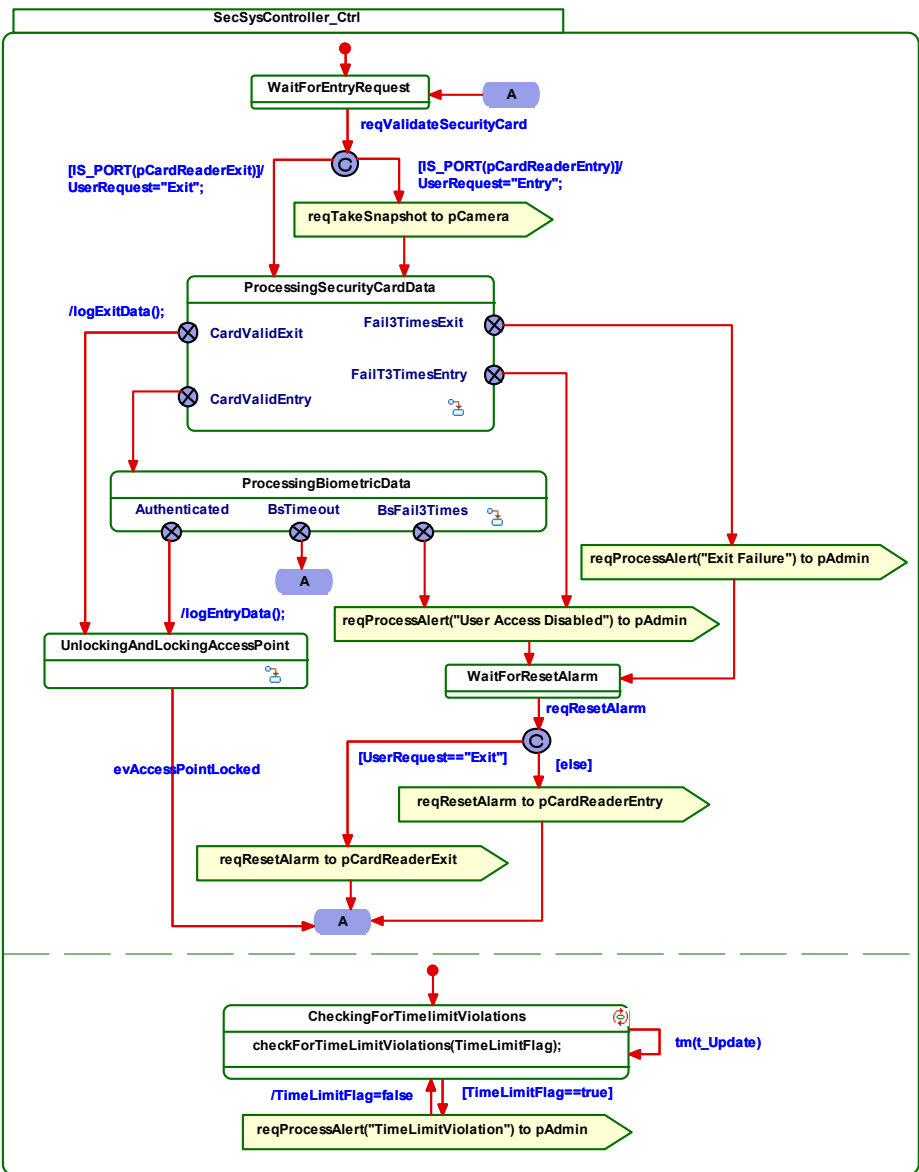 SecSysController_Ctrl
WaitForEntryRequest
A
reqValidateSecurityCard
[IS_PORT(pCardReaderExit)]/
UserRequest="Exit";
C
[IS_PORT(pCardReaderEntry)]/
UserRequest="Entry";
reqTakeSnapshot to pCamera
ProcessingSecurityCardData
/logExitData();
CardValidExit
Fail3TimesExit
FailT3TimesEntry
CardValidEntry
ProcessingBiometricData
Authenticated
BsTimeout
BsFail3Times
reqProcessAlert("Exit Failure") to pAdmin
A
/logEntryData();
reqProcessAlert("User Access Disabled") to pAdmin
UnlockingAndLockingAccessPoint
WaitForResetAlarm
reqResetAlarm
C
[UserRequest=="Exit"]
[else]
evAccessPointLocked
reqResetAlarm to pCardReaderEntry
reqResetAlarm to pCardReaderExit
A
CheckingForTimelimitViolations
checkForTimeLimitViolations(TimeLimitFlag);
tm(t_Update)
/TimeLimitFlag=false
[TimeLimitFlag==true]
reqProcessAlert("TimeLimitViolation") to pAdmin